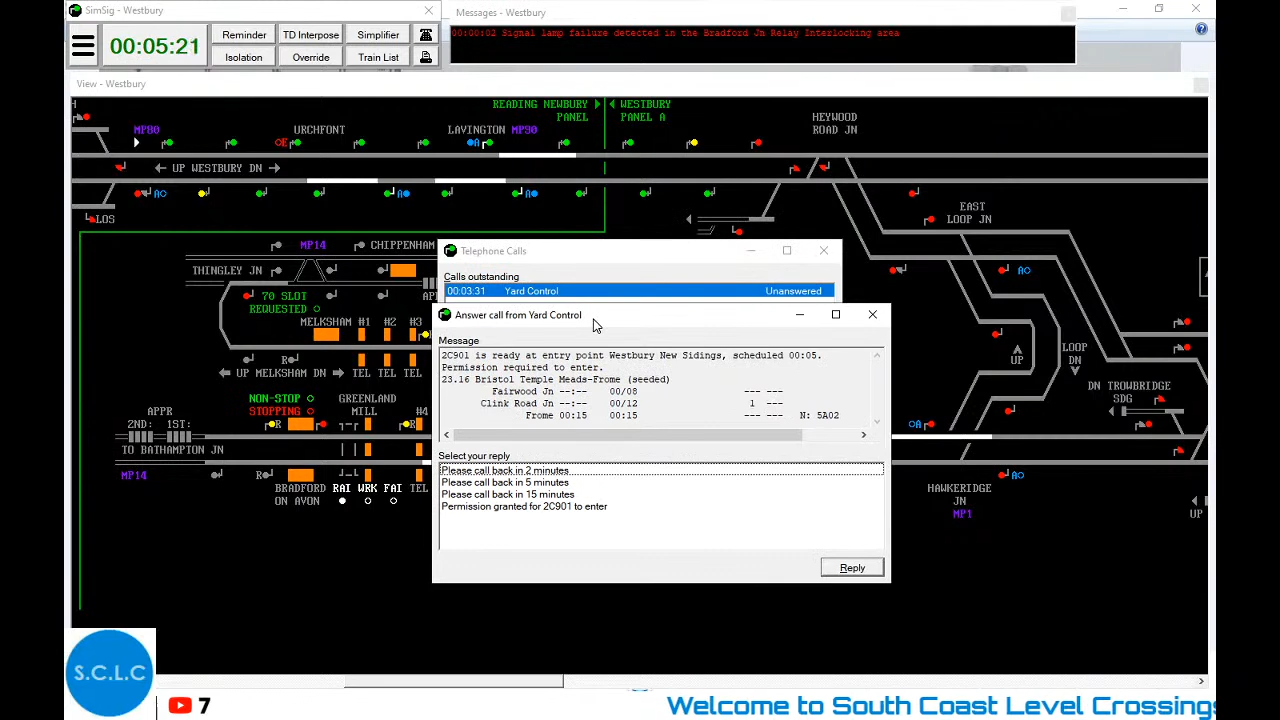 SimSig - Westbury
Messages - Westbury
00:05:21
Reminder
TD Interpose
Simplifier
Isolation
Override
Train List
00:00:02 Signal lamp failure detected in the Bradford Jn Relay Interlocking area
View - Westbury
H
READING NEWBURY
PANEL
WESTBURY
PANEL A
MP80
URCHFONT
LAVINGTON MP90
HEYWOOD
ROAD JN
E
A
← UP WESTBURY DN →
A
A
LOS
EAST
LOOP JN
MP14
CHIPPENHAM
THINGLEY JN
A
70 SLOT
REQUESTED
AP
MELKSHAM #1 #2 #3
R
← UP MELKSHAM DN →
TEL TEL TEL
NON-STOP
STOPPING
GREENLAND
MILL
#4
APPR
2ND: 1ST:
R
R
TO BATHAMPTON JN
MP14
R
BRADFORD
ON AVON
RAI WRK FAI
TEL
Telephone Calls
Calls outstanding
00:03:31 Yard Control Unanswered
Answer call from Yard Control
Message
2C901 is ready at entry point Westbury New Sidings, scheduled 00:05.
Permission required to enter.
23.16 Bristol Temple Meads-Frome (seeded)
Fairwood Jn --:-- 00/08 --- ---
Clink Road Jn --:-- 00/12 1 --- ---
Frome 00:15 00:15 --- --- N: 5A02
Select your reply
Please call back in 2 minutes
Please call back in 5 minutes
Please call back in 15 minutes
Permission granted for 2C901 to enter
Reply
UP
LOOP
DN
DN TROWBRIDGE
SDG
A
HAWKERIDGE
JN
MP1
A
UP
S.C.L.C
7
Welcome to South Coast Level Crossings